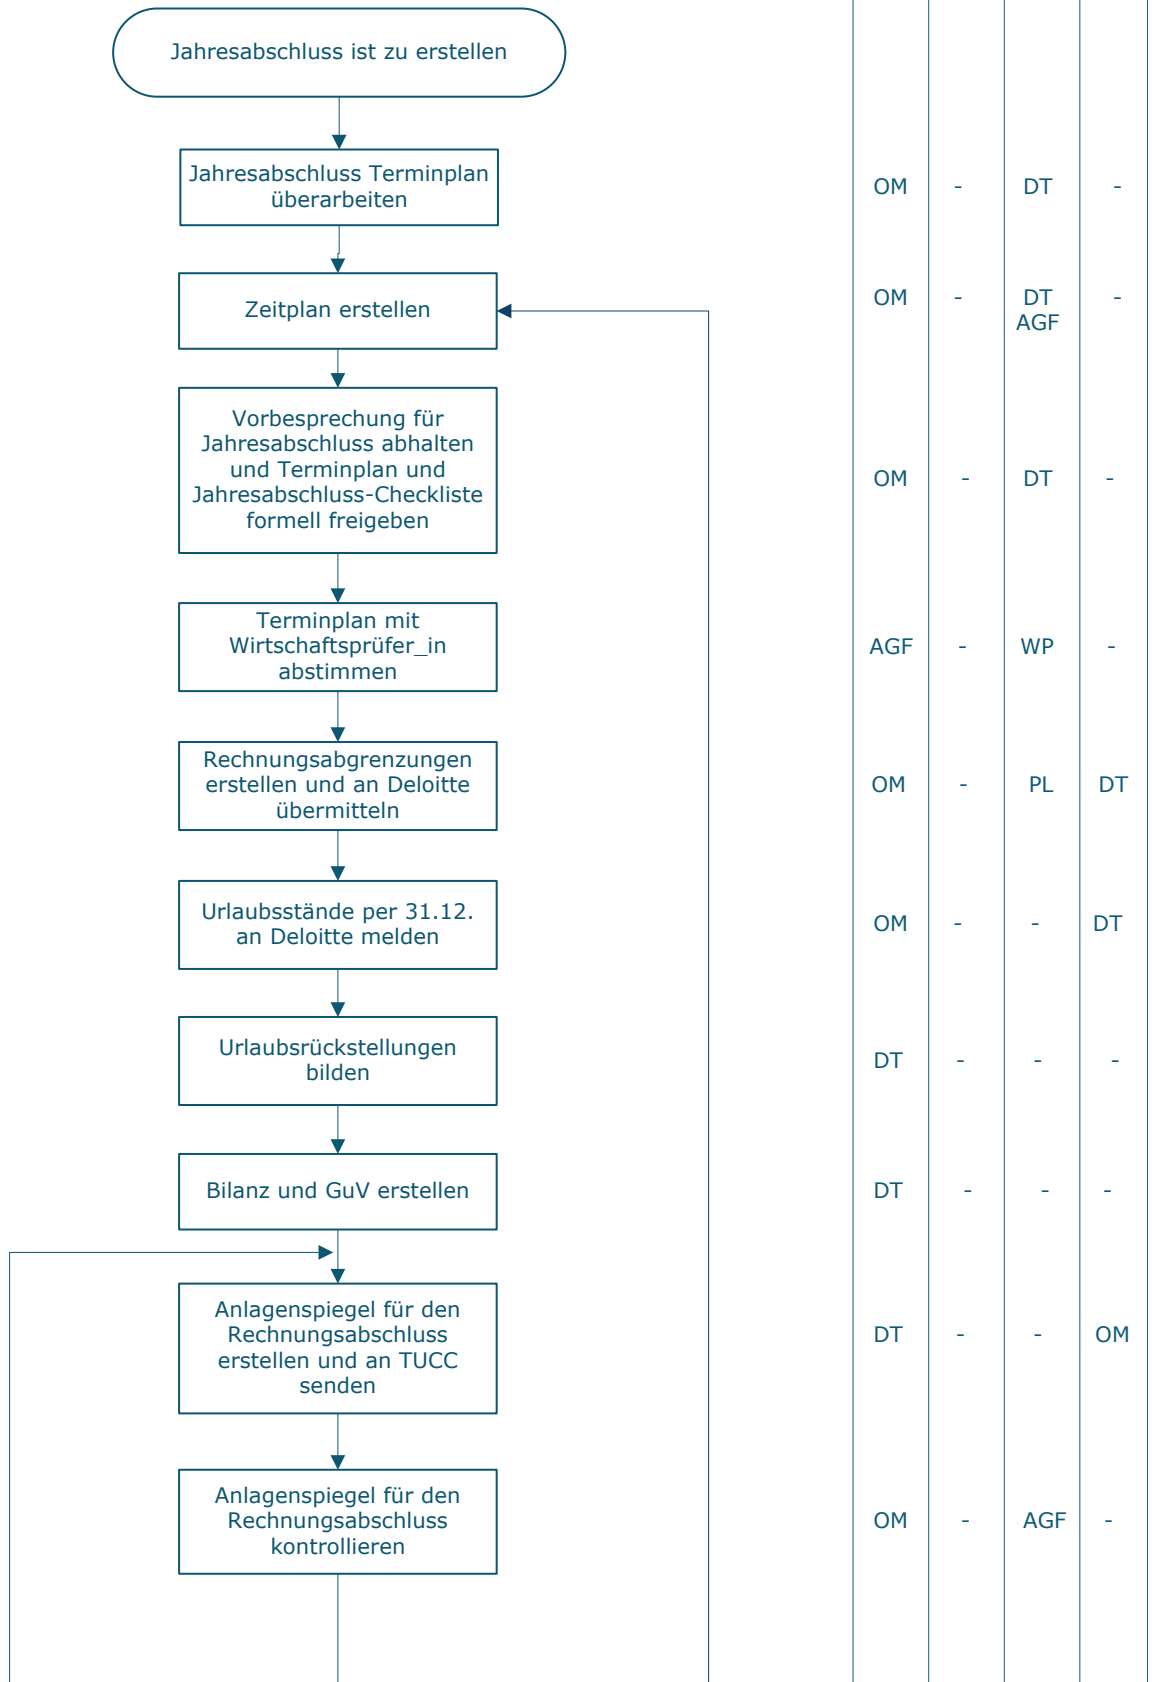 Jahresabschluss ist zu erstellen
Jahresabschluss Terminplan
überarbeiten
OM - DT -
Zeitplan erstellen
OM - DT -
AGF
Vorbesprechung für
Jahresabschluss abhalten
und Terminplan und
Jahresabschluss-Checkliste
formell freigeben
OM - DT -
Terminplan mit
Wirtschaftsprüfer_in
abstimmen
AGF - WP -
Rechnungsabgrenzungen
erstellen und an Deloitte
übermitteln
OM - PL DT
Urlaubsstände per 31.12.
an Deloitte melden
OM - - DT
Urlaubsrückstellungen
bilden
DT - - -
Bilanz und GuV erstellen
DT - - -
Anlagenspiegel für den
Rechnungsabschluss
erstellen und an TUCC
senden
DT - - OM
Anlagenspiegel für den
Rechnungsabschluss
kontrollieren
OM - AGF -